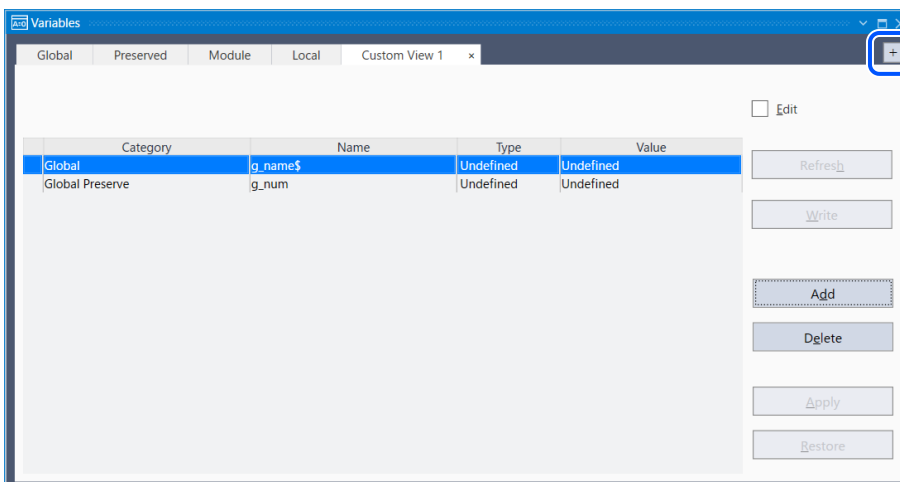 A=0 Variables
Global Preserved Module Local Custom View 1 ×
+
Edit
Category Name Type Value
Global g_name$ Undefined Undefined
Global Preserve g_num Undefined Undefined
Refresh
Write
Add
Delete
Apply
Restore